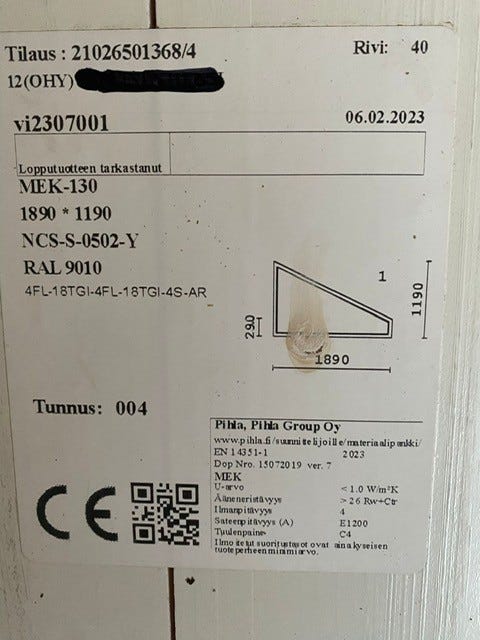 Tilaus : 21026501368/4 Rivi: 40
12(OHY)
vi2307001 06.02.2023
Lopputuotteen tarkastanut
MEK-130
1890 * 1190
NCS-S-0502-Y
RAL 9010
4FL-18TGI-4FL-18TGI-4S-AR
1
1190
290
1890
Tunnus: 004
Pihla, Pihla Group Oy
www.pihla.fi/suunnittelijoille/materiaalipankki/
EN 14351-1 2023
Dop Nro. 15072019 ver. 7
MEK
U-arvo < 1.0 W/m²K
Ääneneristävyys > 26 Rw+Ctr
Ilmanpitävyys 4
Sateenpitävyys (A) E1200
Tuulenpaine C4
Ilmoitetut suoritustasot ovat aina kyseisen
tuoteperheen minimiarvo.
CE